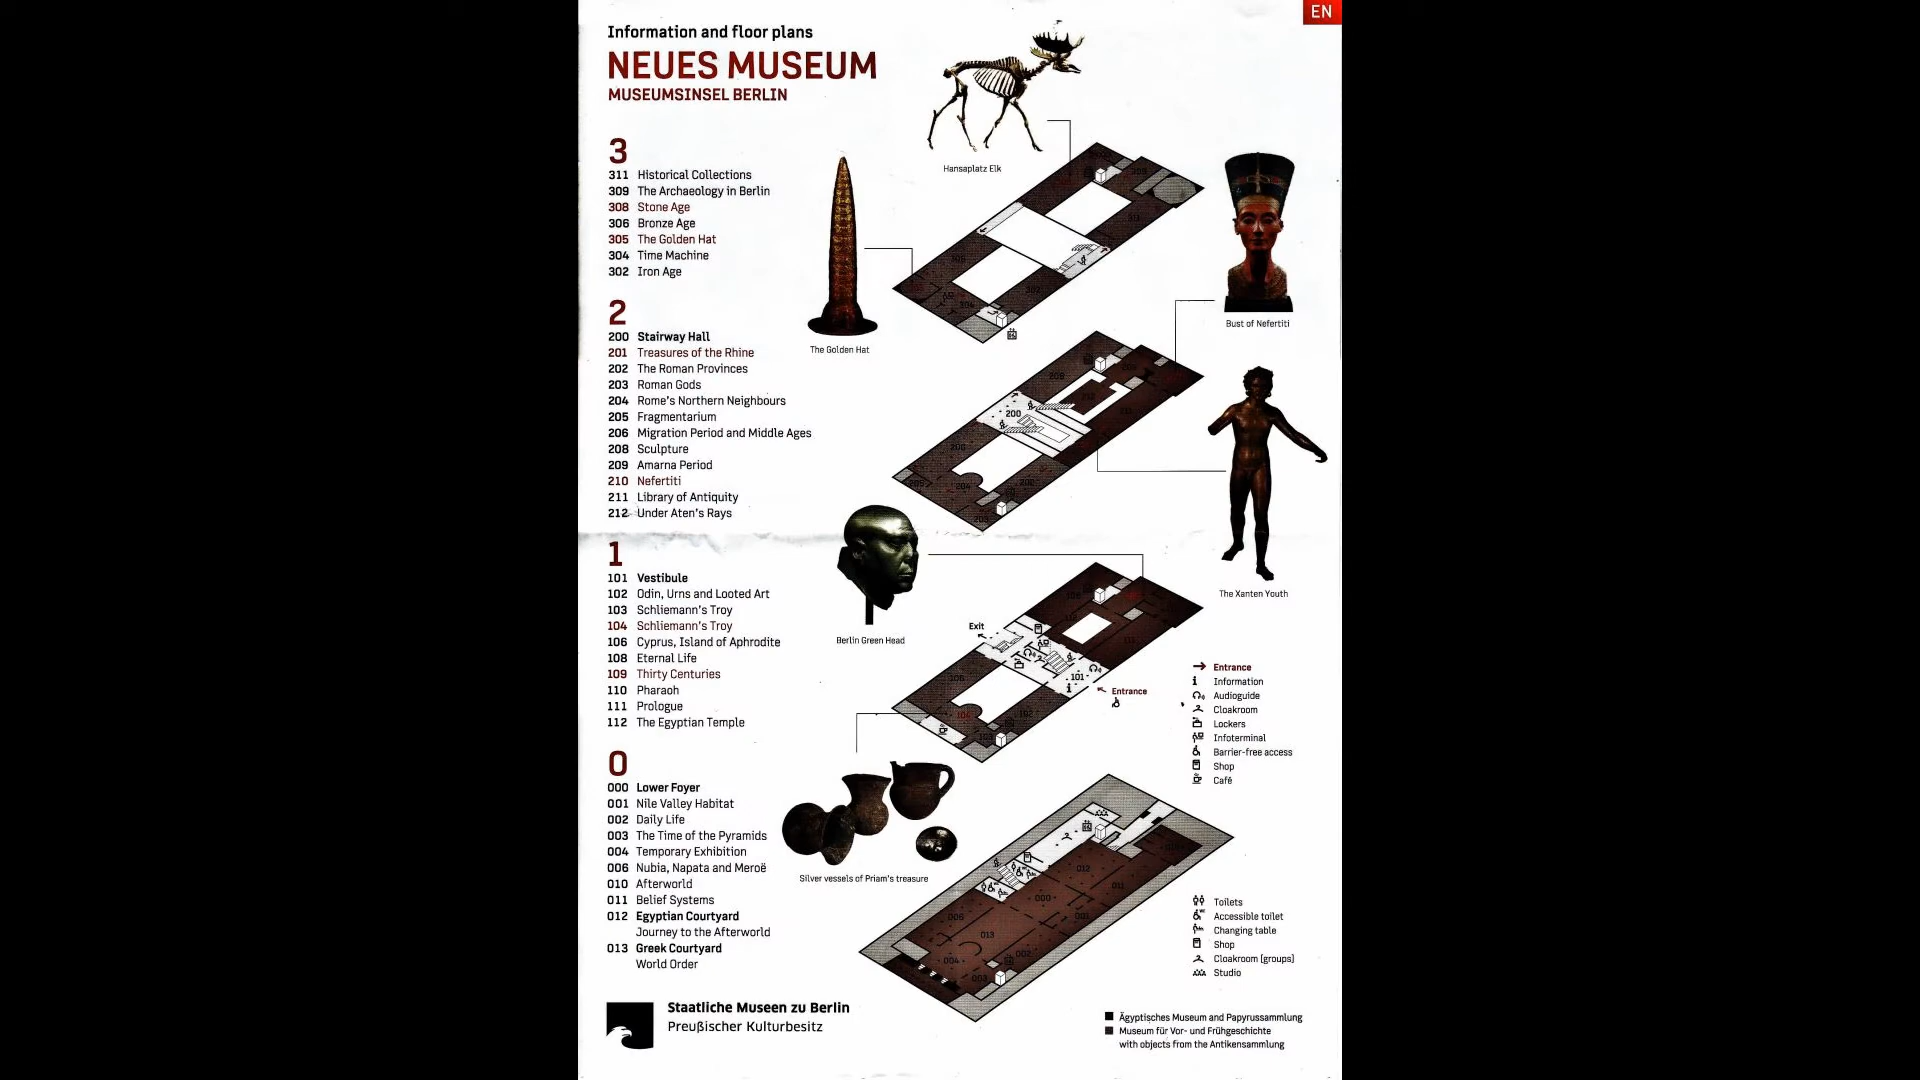 EN
Information and floor plans
NEUES MUSEUM
MUSEUMSINSEL BERLIN
Hansaplatz Elk
3
311 Historical Collections
309 The Archaeology in Berlin
308 Stone Age
306 Bronze Age
305 The Golden Hat
304 Time Machine
302 Iron Age
The Golden Hat
Bust of Nefertiti
2
200 Stairway Hall
201 Treasures of the Rhine
202 The Roman Provinces
203 Roman Gods
204 Rome's Northern Neighbours
205 Fragmentarium
206 Migration Period and Middle Ages
208 Sculpture
209 Amarna Period
210 Nefertiti
211 Library of Antiquity
212 Under Aten's Rays
200
The Xanten Youth
1
101 Vestibule
102 Odin, Urns and Looted Art
103 Schliemann's Troy
104 Schliemann's Troy
106 Cyprus, Island of Aphrodite
108 Eternal Life
109 Thirty Centuries
110 Pharaoh
111 Prologue
112 The Egyptian Temple
Berlin Green Head
Exit
101
Entrance
Entrance
Information
Audioguide
Cloakroom
Lockers
Infoterminal
Barrier-free access
Shop
Café
0
000 Lower Foyer
001 Nile Valley Habitat
002 Daily Life
003 The Time of the Pyramids
004 Temporary Exhibition
006 Nubia, Napata and Meroë
010 Afterworld
011 Belief Systems
012 Egyptian Courtyard
Journey to the Afterworld
013 Greek Courtyard
World Order
Silver vessels of Priam's treasure
012
011
000
001
006
013
004
002
003
Toilets
Accessible toilet
Changing table
Shop
Cloakroom (groups)
Studio
Staatliche Museen zu Berlin
Preußischer Kulturbesitz
Ägyptisches Museum and Papyrussammlung
Museum für Vor- und Frühgeschichte
with objects from the Antikensammlung